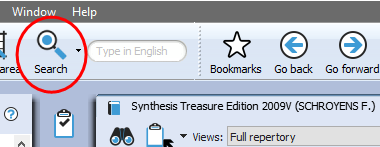 Window Help
area Search Type in English Bookmarks Go back Go forward
Synthesis Treasure Edition 2009V (SCHROYENS F.)
Views: Full repertory